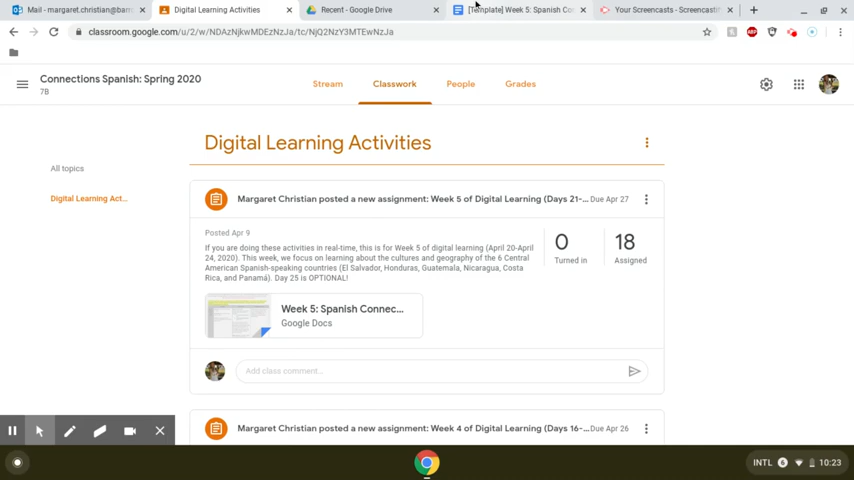 Mail - margaret.christian@barr
Digital Learning Activities
Recent - Google Drive
[Template] Week 5: Spanish Co
Your Screencasts - Screencastif
classroom.google.com/u/2/w/NDAzNjkwMDEzNzJa/tc/NjQ2NzY3MTEwNzJa
Connections Spanish: Spring 2020
7B
Stream
Classwork
People
Grades
Digital Learning Activities
All topics
Digital Learning Act...
Margaret Christian posted a new assignment: Week 5 of Digital Learning (Days 21-... Due Apr 27
Posted Apr 9
If you are doing these activities in real-time, this is for Week 5 of digital learning (April 20-April
24, 2020). This week, we focus on learning about the cultures and geography of the 6 Central
American Spanish-speaking countries (El Salvador, Honduras, Guatemala, Nicaragua, Costa
Rica, and Panamá). Day 25 is OPTIONAL!
0
Turned in
18
Assigned
Week 5: Spanish Connec...
Google Docs
Add class comment...
Margaret Christian posted a new assignment: Week 4 of Digital Learning (Days 16-... Due Apr 26
INTL 6 10:23